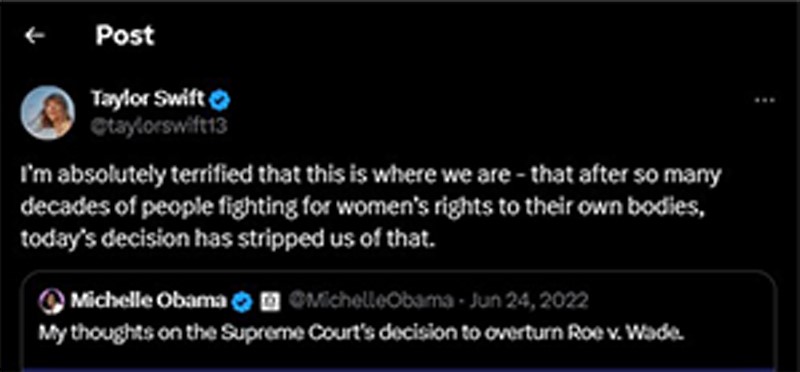 Post
Taylor Swift
@taylorswift13
I'm absolutely terrified that this is where we are - that after so many
decades of people fighting for women's rights to their own bodies,
today's decision has stripped us of that.
Michelle Obama @MichelleObama · Jun 24, 2022
My thoughts on the Supreme Court's decision to overturn Roe v. Wade.